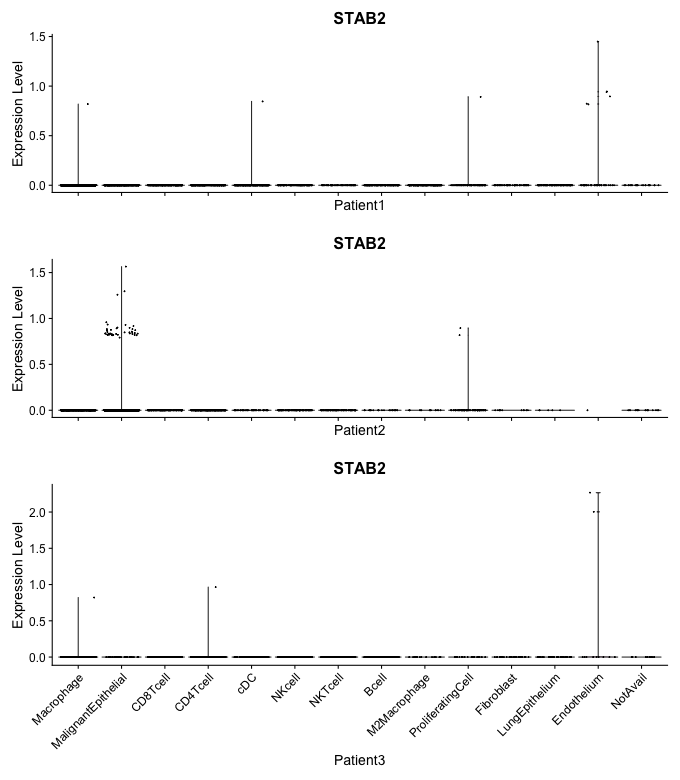 STAB2
Expression Level
1.5
1.0
0.5
0.0
Patient1
STAB2
Expression Level
1.5
1.0
0.5
0.0
Patient2
STAB2
Expression Level
2.0
1.5
1.0
0.5
0.0
Macrophage
MalignantEpithelial
CD8Tcell
CD4Tcell
cDC
NKcell
NKTcell
Bcell
M2Macrophage
ProliferatingCell
Fibroblast
LungEpithelium
Endothelium
NotAvail
Patient3